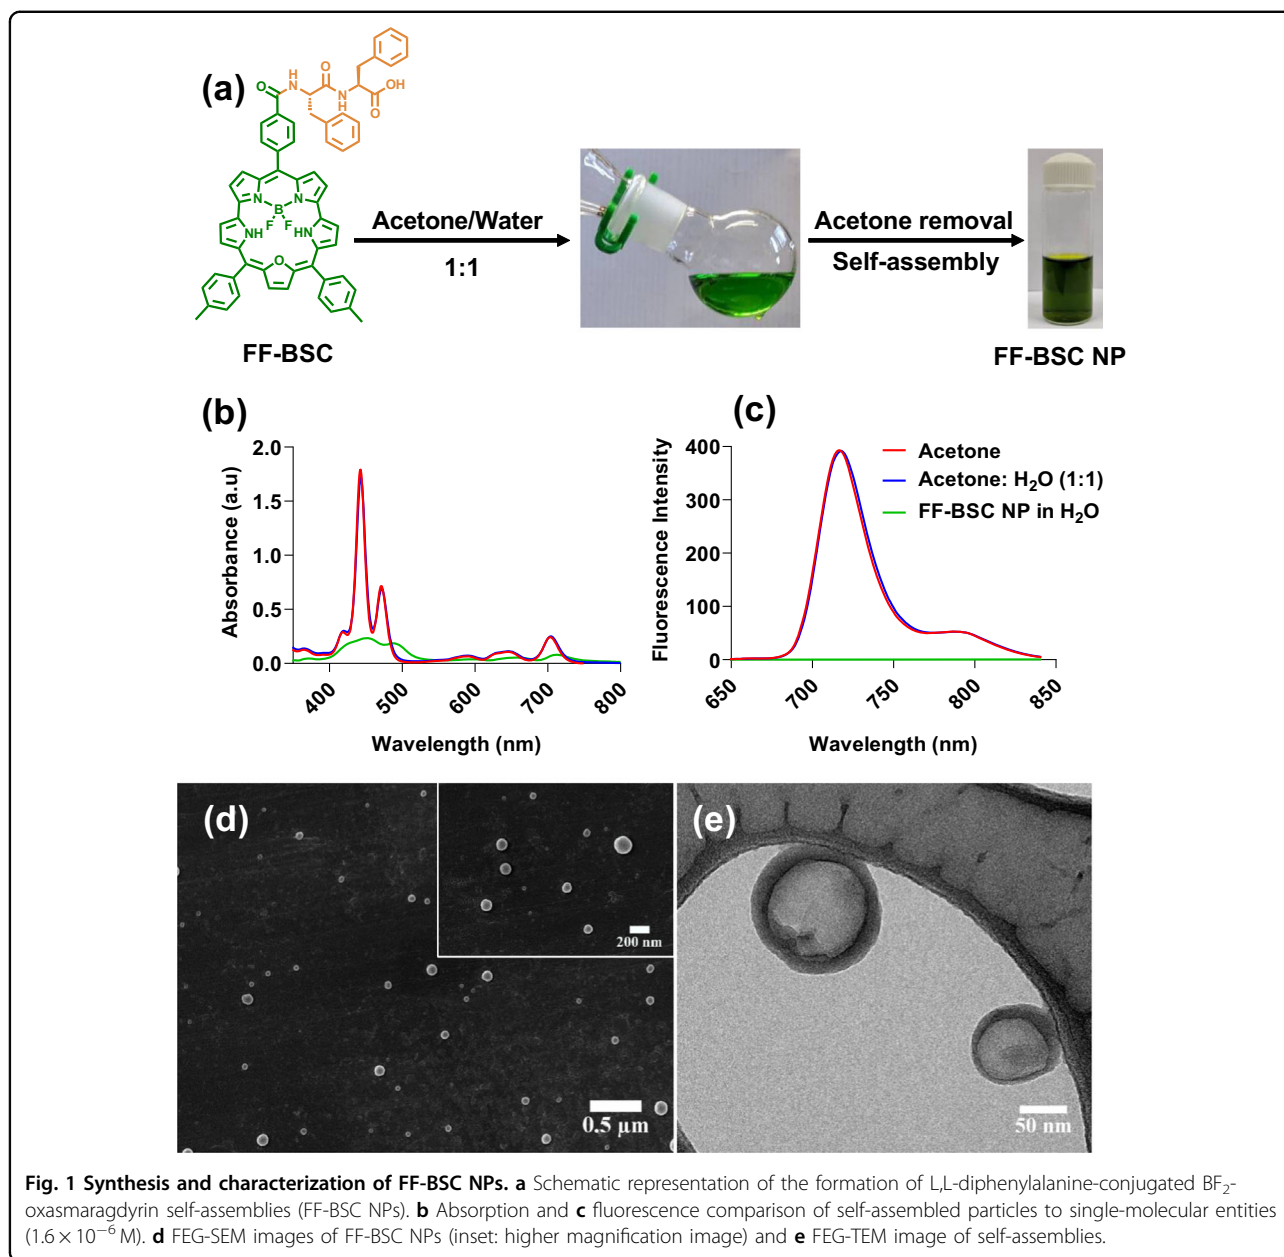 (a)
O
H
N
O
N
H
OH
O
N
N
B
F
F
NH
HN
O
FF-BSC
Acetone/Water
1:1
Acetone removal
Self-assembly
FF-BSC NP
(b)
2.0
1.5
1.0
0.5
0.0
Absorbance (a.u)
400
500
600
700
800
Wavelength (nm)
(c)
400
300
200
100
0
Fluorescence Intensity
650
700
750
800
850
Wavelength (nm)
Acetone
Acetone: H₂O (1:1)
FF-BSC NP in H₂O
(d)
200 nm
0.5 µm
(e)
50 nm
Fig. 1 Synthesis and characterization of FF-BSC NPs. a Schematic representation of the formation of L,L-diphenylalanine-conjugated BF₂-
oxasmaragdyrin self-assemblies (FF-BSC NPs). b Absorption and c fluorescence comparison of self-assembled particles to single-molecular entities
(1.6 × 10⁻⁶ M). d FEG-SEM images of FF-BSC NPs (inset: higher magnification image) and e FEG-TEM image of self-assemblies.